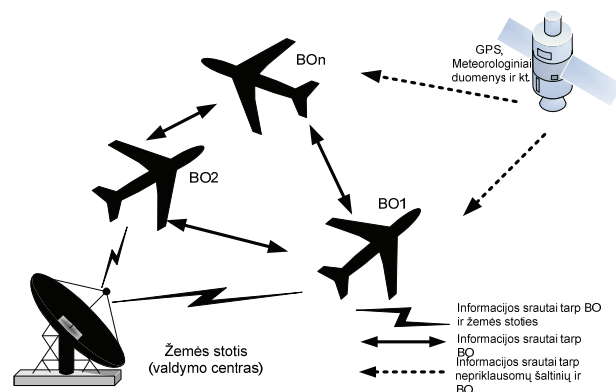 BOn
GPS,
Meteorologiniai
duomenys ir kt.
BO2
BO1
Žemės stotis
(valdymo centras)
Informacijos srautai tarp BO
ir žemės stoties
Informacijos srautai tarp
BO
Informacijos srautai tarp
nepriklausomų šaltinių ir
BO